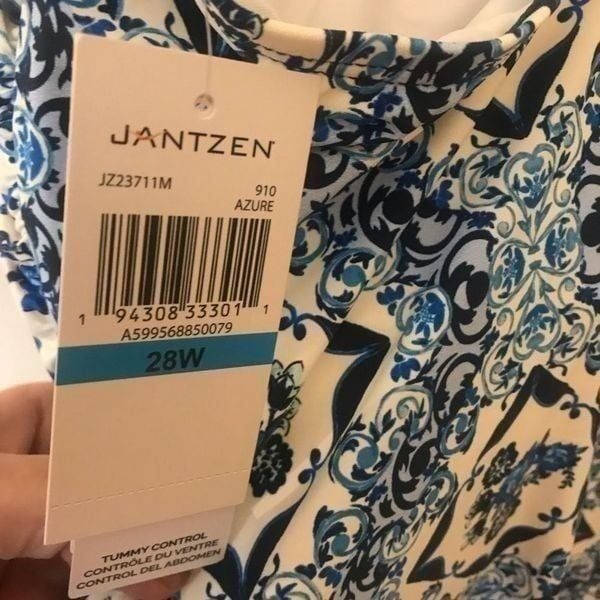 JANTZEN
JZ23711M
910
AZURE
1 94308 33301 1
A599568850079
28W
TUMMY CONTROL
CONTRÔLE DU VENTRE
CONTROL DEL ABDOMEN